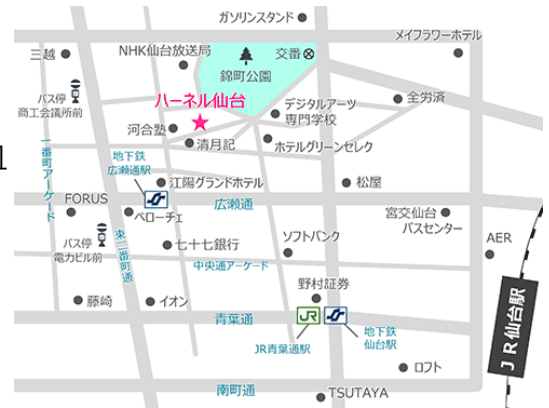 ガソリンスタンド
三越
NHK仙台放送局
交番
メイフラワーホテル
錦町公園
バス停
商工会議所前
ハーネル仙台
デジタルアーツ
専門学校
全労済
河合塾
清月記
ホテルグリーンセレク
一番町アーケード
地下鉄
広瀬通駅
江陽グランドホテル
松屋
FORUS
ベローチェ
広瀬通
宮交仙台
バスセンター
東二番町通
バス停
電力ビル前
七十七銀行
ソフトバンク
AER
中央通アーケード
野村証券
藤崎
イオン
青葉通
JR
JR青葉通駅
地下鉄
仙台駅
JR仙台駅
ロフト
南町通
TSUTAYA